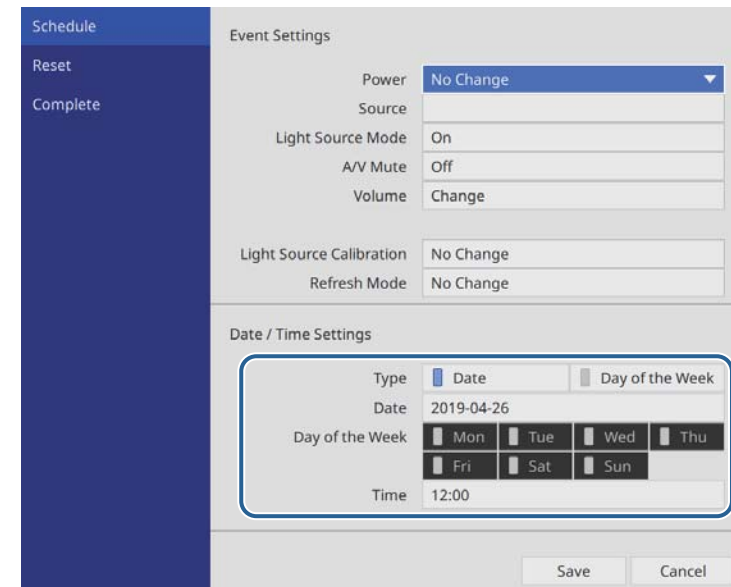 Schedule
Reset
Complete
Event Settings
Power No Change
Source
Light Source Mode On
A/V Mute Off
Volume Change
Light Source Calibration No Change
Refresh Mode No Change
Date / Time Settings
Type Date Day of the Week
Date 2019-04-26
Day of the Week Mon Tue Wed Thu
Fri Sat Sun
Time 12:00
Save Cancel